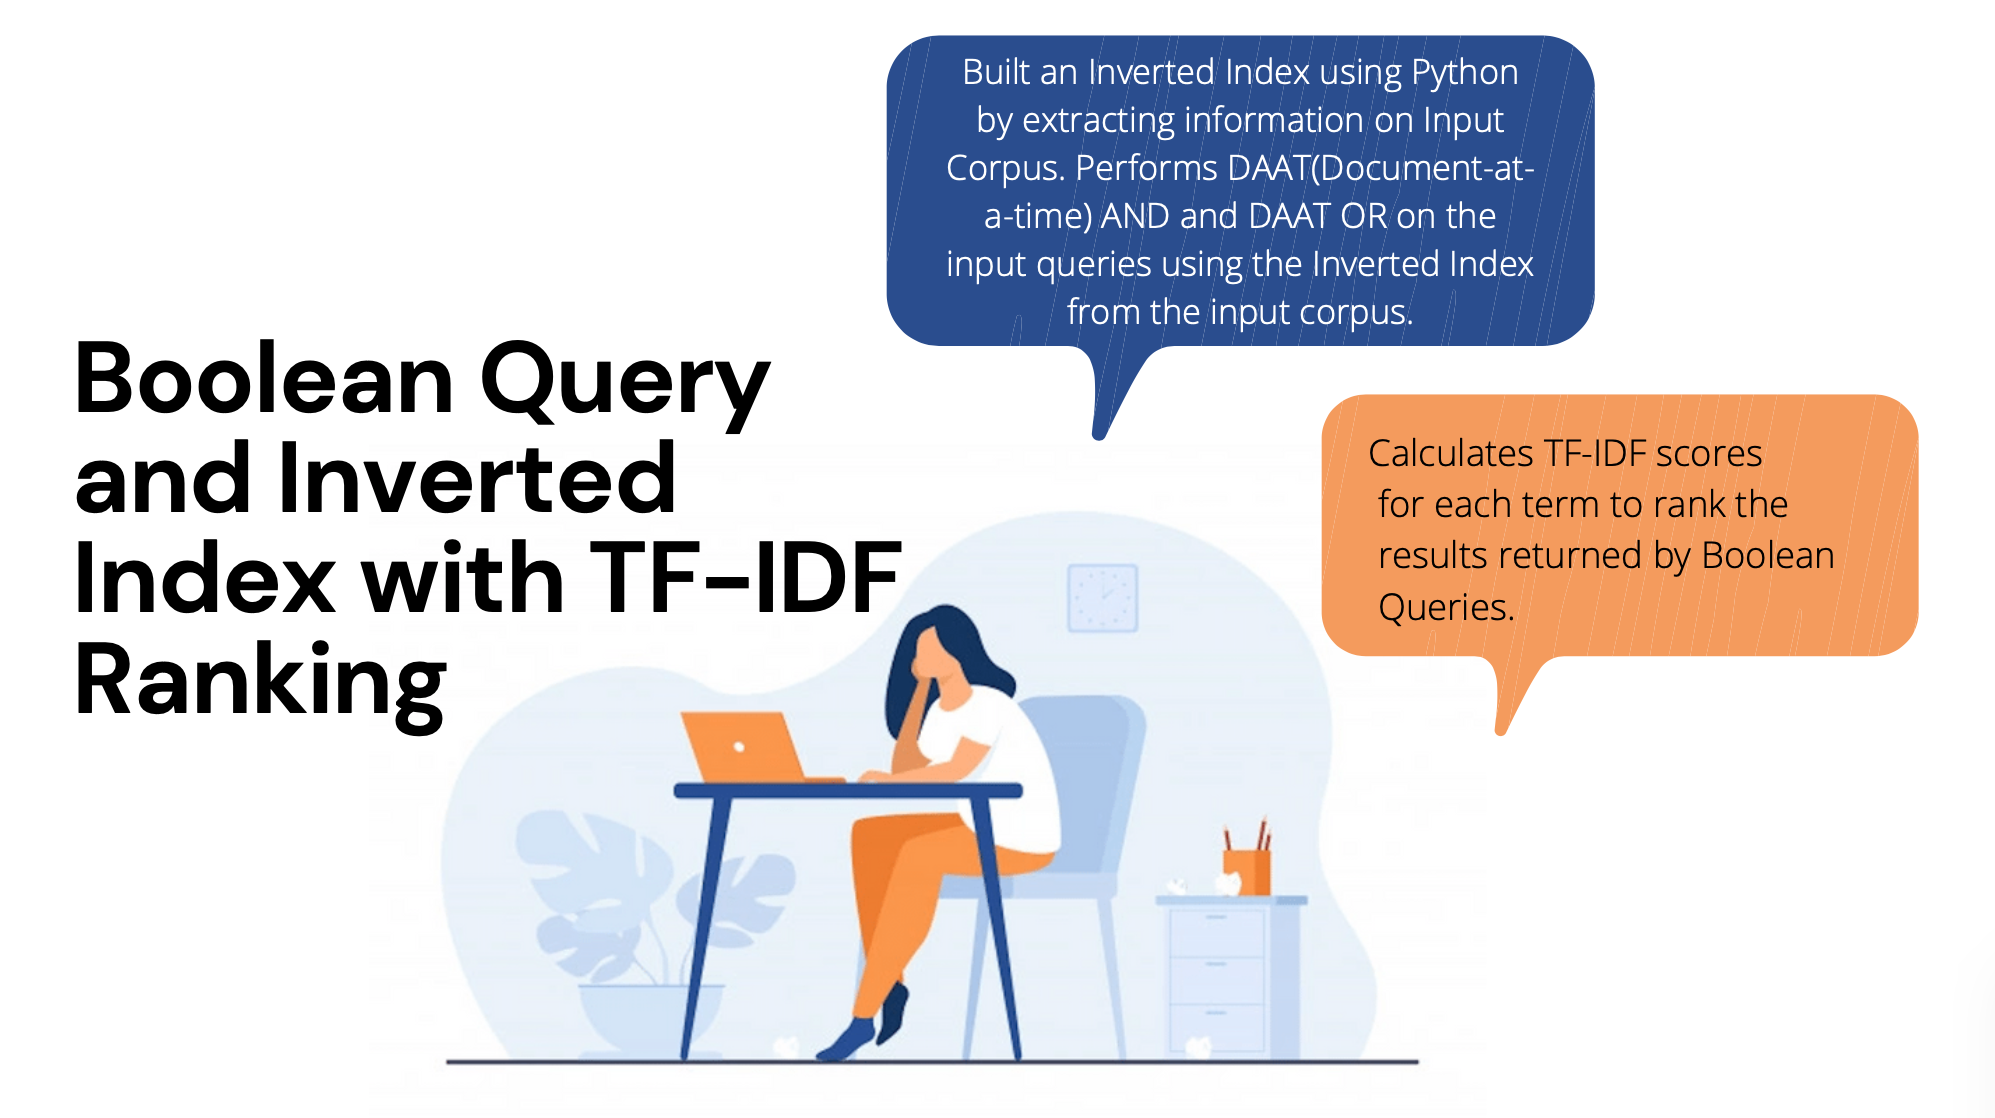 Boolean Query
and Inverted
Index with TF-IDF
Ranking
Built an Inverted Index using Python
by extracting information on Input
Corpus. Performs DAAT(Document-at-
a-time) AND and DAAT OR on the
input queries using the Inverted Index
from the input corpus.
Calculates TF-IDF scores
for each term to rank the
results returned by Boolean
Queries.